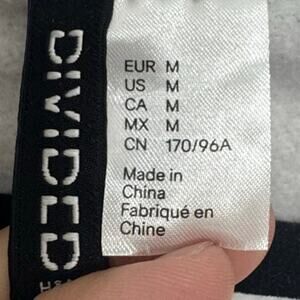 DIVIDED
EUR M
US M
CA M
MX M
CN 170/96A
Made in
China
Fabriqué en
Chine